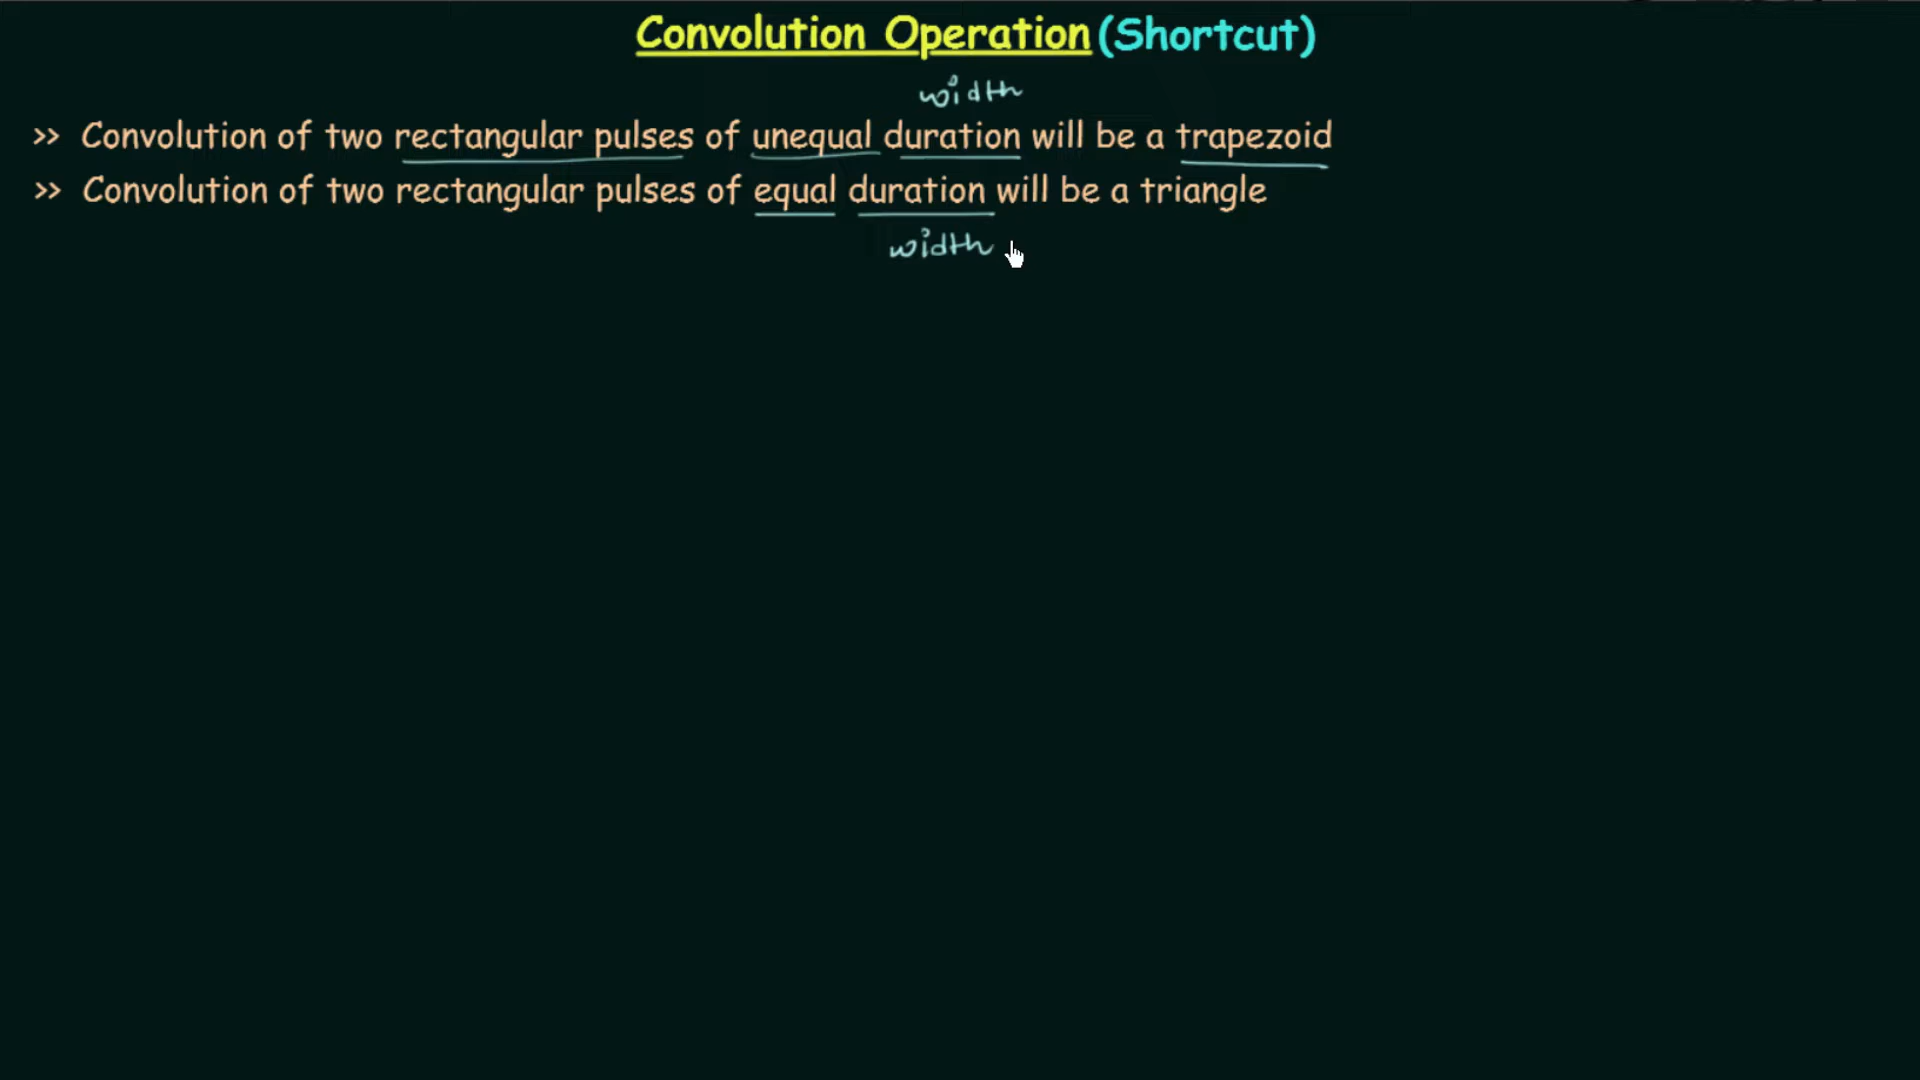 Convolution Operation (Shortcut)
width
>> Convolution of two rectangular pulses of unequal duration will be a trapezoid
>> Convolution of two rectangular pulses of equal duration will be a triangle
width